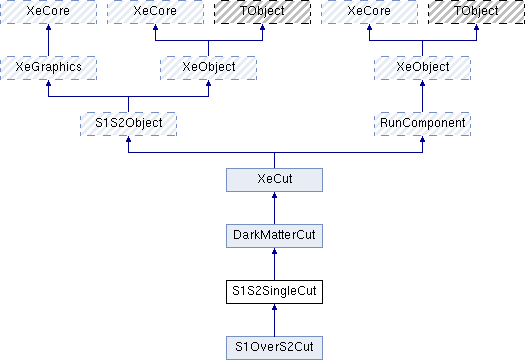 XeCore XeCore TObject XeCore TObject
XeGraphics XeObject XeObject
S1S2Object RunComponent
XeCut
DarkMatterCut
S1S2SingleCut
S1OverS2Cut